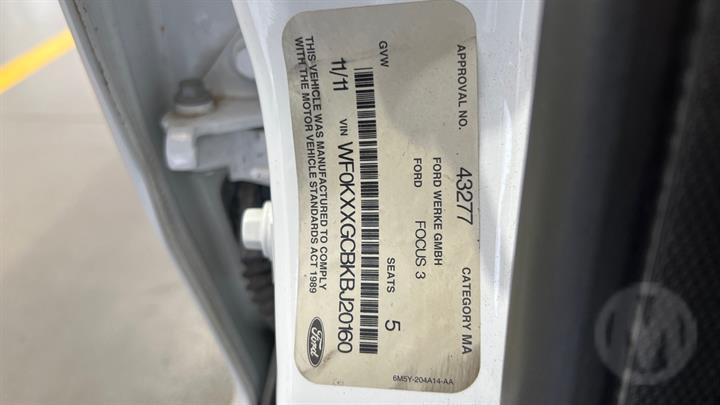 APPROVAL NO. 43277 CATEGORY MA
FORD WERKE GMBH
FORD FOCUS 3
GVW SEATS 5
11/11 VIN WF0KXXGCBKBJ20160
THIS VEHICLE WAS MANUFACTURED TO COMPLY
WITH THE MOTOR VEHICLE STANDARDS ACT 1989
Ford
6M5Y-204A14-AA
M